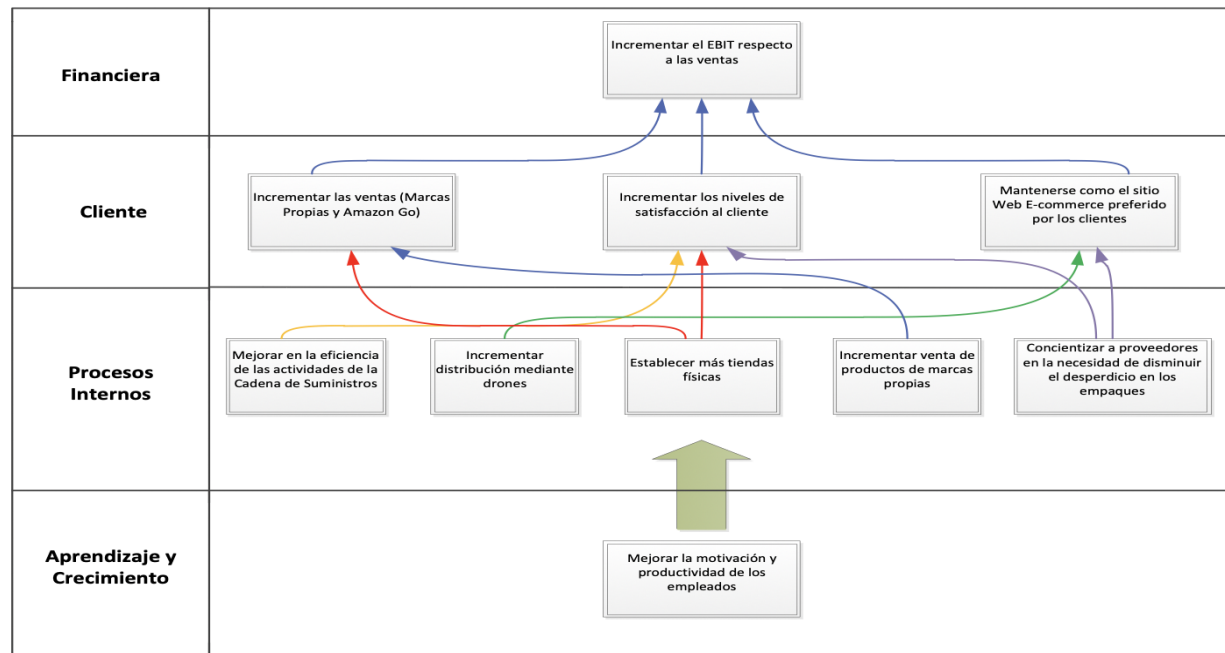 Financiera
Incrementar el EBIT respecto
a las ventas
Cliente
Incrementar las ventas (Marcas
Propias y Amazon Go)
Incrementar los niveles de
satisfacción al cliente
Mantenerse como el sitio
Web E-commerce preferido
por los clientes
Procesos
Internos
Mejorar en la eficiencia
de las actividades de la
Cadena de Suministros
Incrementar
distribución mediante
drones
Establecer más tiendas
físicas
Incrementar venta de
productos de marcas
propias
Concientizar a proveedores
en la necesidad de disminuir
el desperdicio en los
empaques
Aprendizaje y
Crecimiento
Mejorar la motivación y
productividad de los
empleados